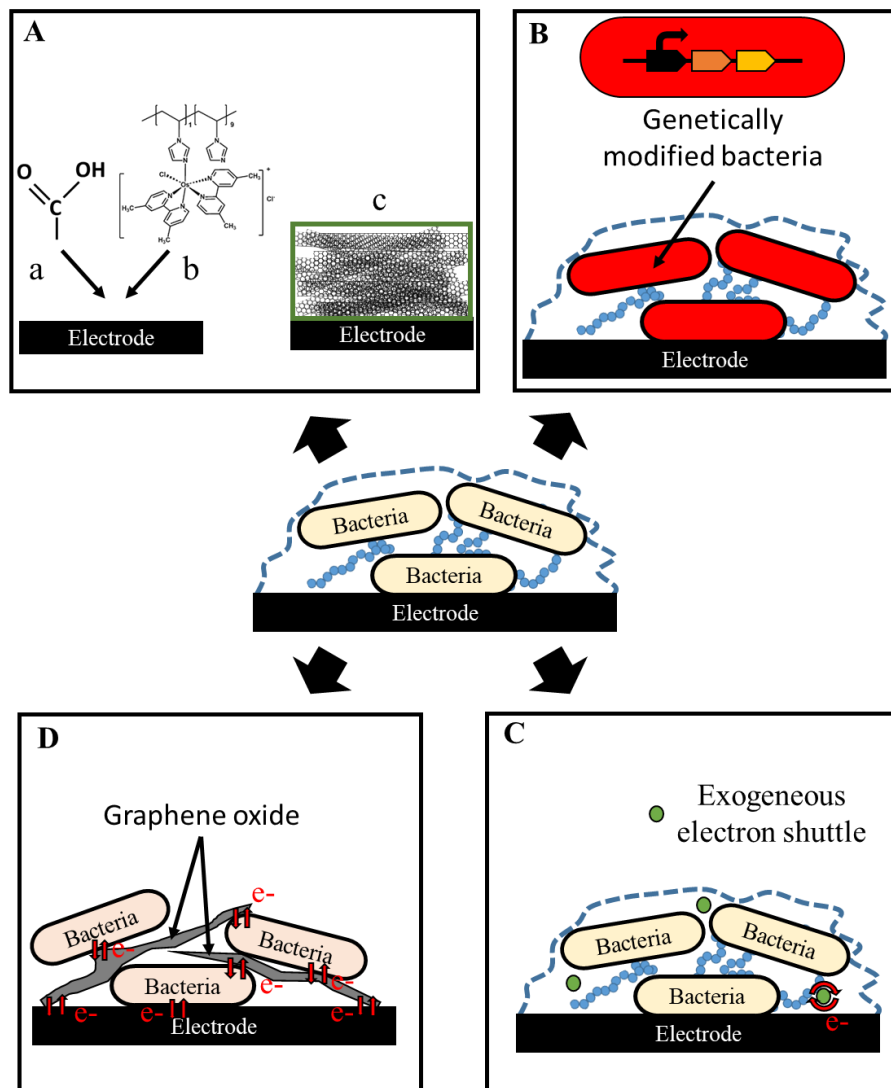 A
B
1
9
Cl
Os
N
N
N
N
N
N
N
N
CH₃
CH₃
H₃C
CH₃
+
Cl⁻
O
OH
C
a
b
c
Electrode
Electrode
Genetically
modified bacteria
Electrode
Bacteria
Bacteria
Bacteria
Electrode
D
Graphene oxide
e-
Bacteria
e-
Bacteria
e-
Bacteria
e-
e-
e-
e-
Electrode
C
Exogeneous
electron shuttle
Bacteria
Bacteria
Bacteria
e-
Electrode